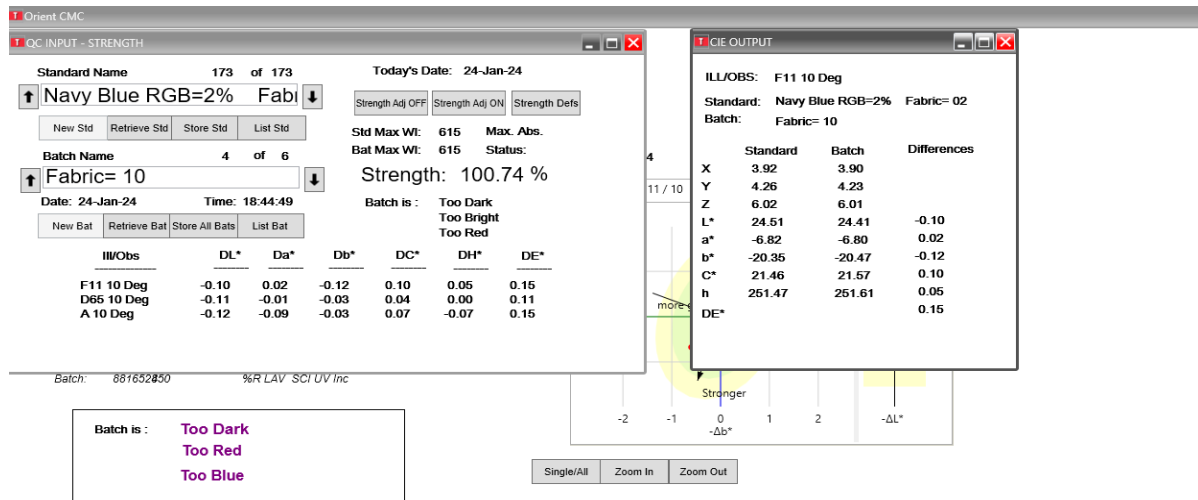 Orient CMC
QC INPUT - STRENGTH
Standard Name 173 of 173
Navy Blue RGB=2% Fabri
New Std Retrieve Std Store Std List Std
Batch Name 4 of 6
Fabric= 10
Date: 24-Jan-24 Time: 18:44:49
New Bat Retrieve Bat Store All Bats List Bat
Today's Date: 24-Jan-24
Strength Adj OFF Strength Adj ON Strength Defs
Std Max Wl: 615 Max. Abs.
Bat Max Wl: 615 Status:
Strength: 100.74 %
Batch is : Too Dark
Too Bright
Too Red
Ill/Obs DL* Da* Db* DC* DH* DE*
F11 10 Deg -0.10 0.02 -0.12 0.10 0.05 0.15
D65 10 Deg -0.11 -0.01 -0.03 0.04 0.00 0.11
A 10 Deg -0.12 -0.09 -0.03 0.07 -0.07 0.15
CIE OUTPUT
ILL/OBS: F11 10 Deg
Standard: Navy Blue RGB=2% Fabric= 02
Batch: Fabric= 10
Standard Batch Differences
X 3.92 3.90
Y 4.26 4.23
Z 6.02 6.01
L* 24.51 24.41 -0.10
a* -6.82 -6.80 0.02
b* -20.35 -20.47 -0.12
C* 21.46 21.57 0.10
h 251.47 251.61 0.05
DE* 0.15
4
11 / 10
more
Stronger
-2 -1 0 1 2 -ΔL*
-Δb*
Single/All Zoom In Zoom Out
Batch: %R LAV SCI UV Inc
Batch is : Too Dark
Too Red
Too Blue